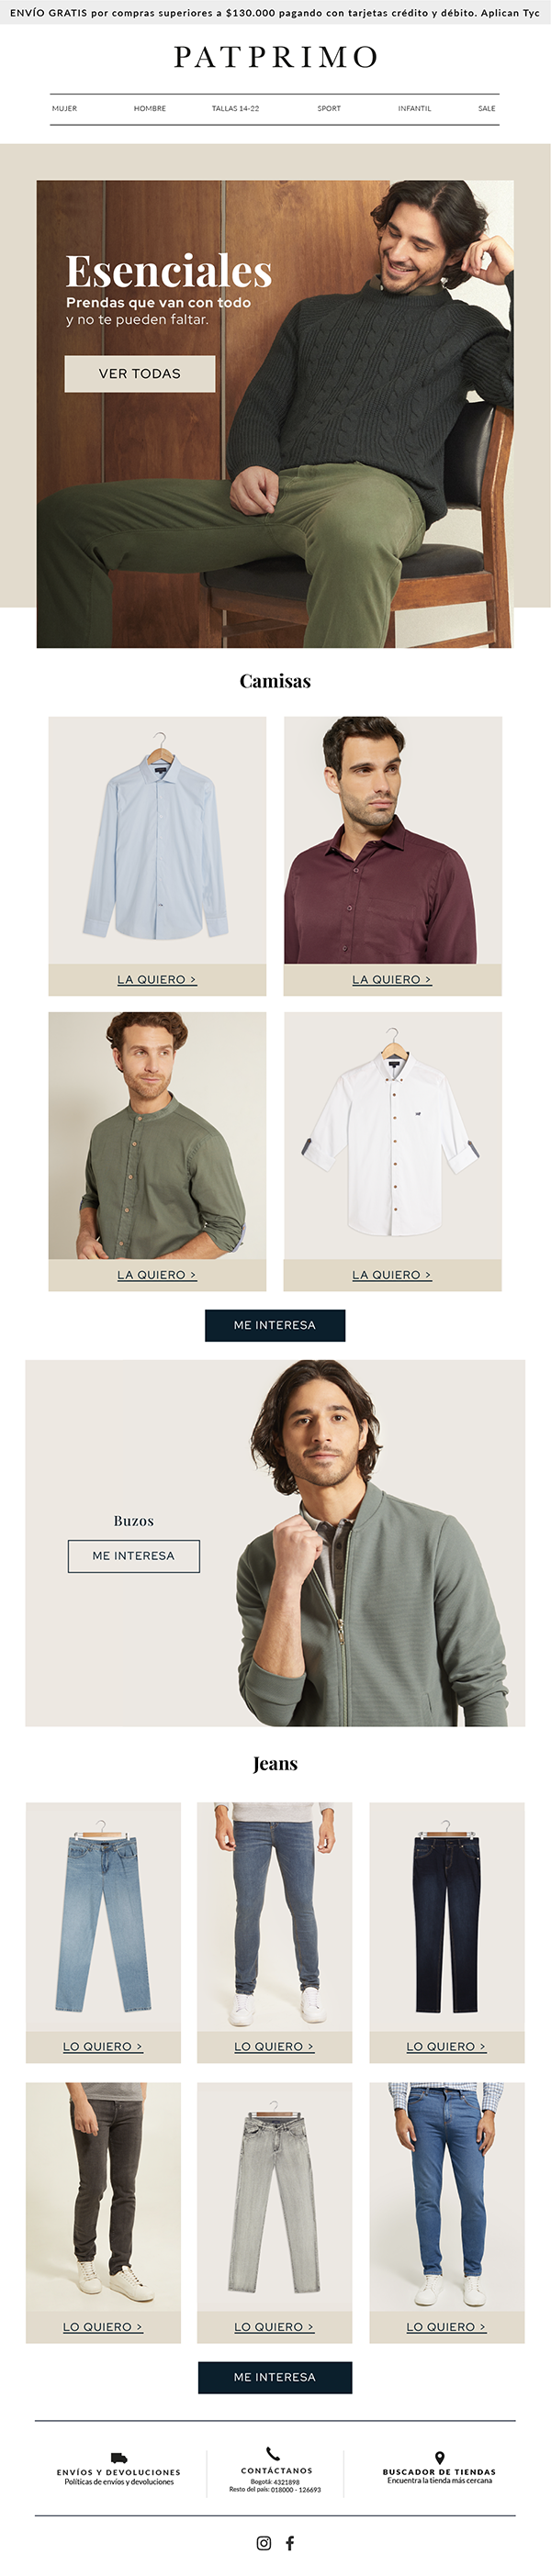 ENVÍO GRATIS por compras superiores a $130.000 pagando con tarjetas crédito y débito. Aplican Tyc
PATPRIMO
MUJER HOMBRE TALLAS 14-22 SPORT INFANTIL SALE
Esenciales
Prendas que van con todo
y no te pueden faltar.
VER TODAS
Camisas
LA QUIERO > LA QUIERO >
LA QUIERO > LA QUIERO >
ME INTERESA
Buzos
ME INTERESA
Jeans
LO QUIERO > LO QUIERO > LO QUIERO >
LO QUIERO > LO QUIERO > LO QUIERO >
ME INTERESA
ENVÍOS Y DEVOLUCIONES
Políticas de envíos y devoluciones
CONTÁCTANOS
Bogotá: 4321898
Resto del país: 018000 - 126693
BUSCADOR DE TIENDAS
Encuentra la tienda más cercana